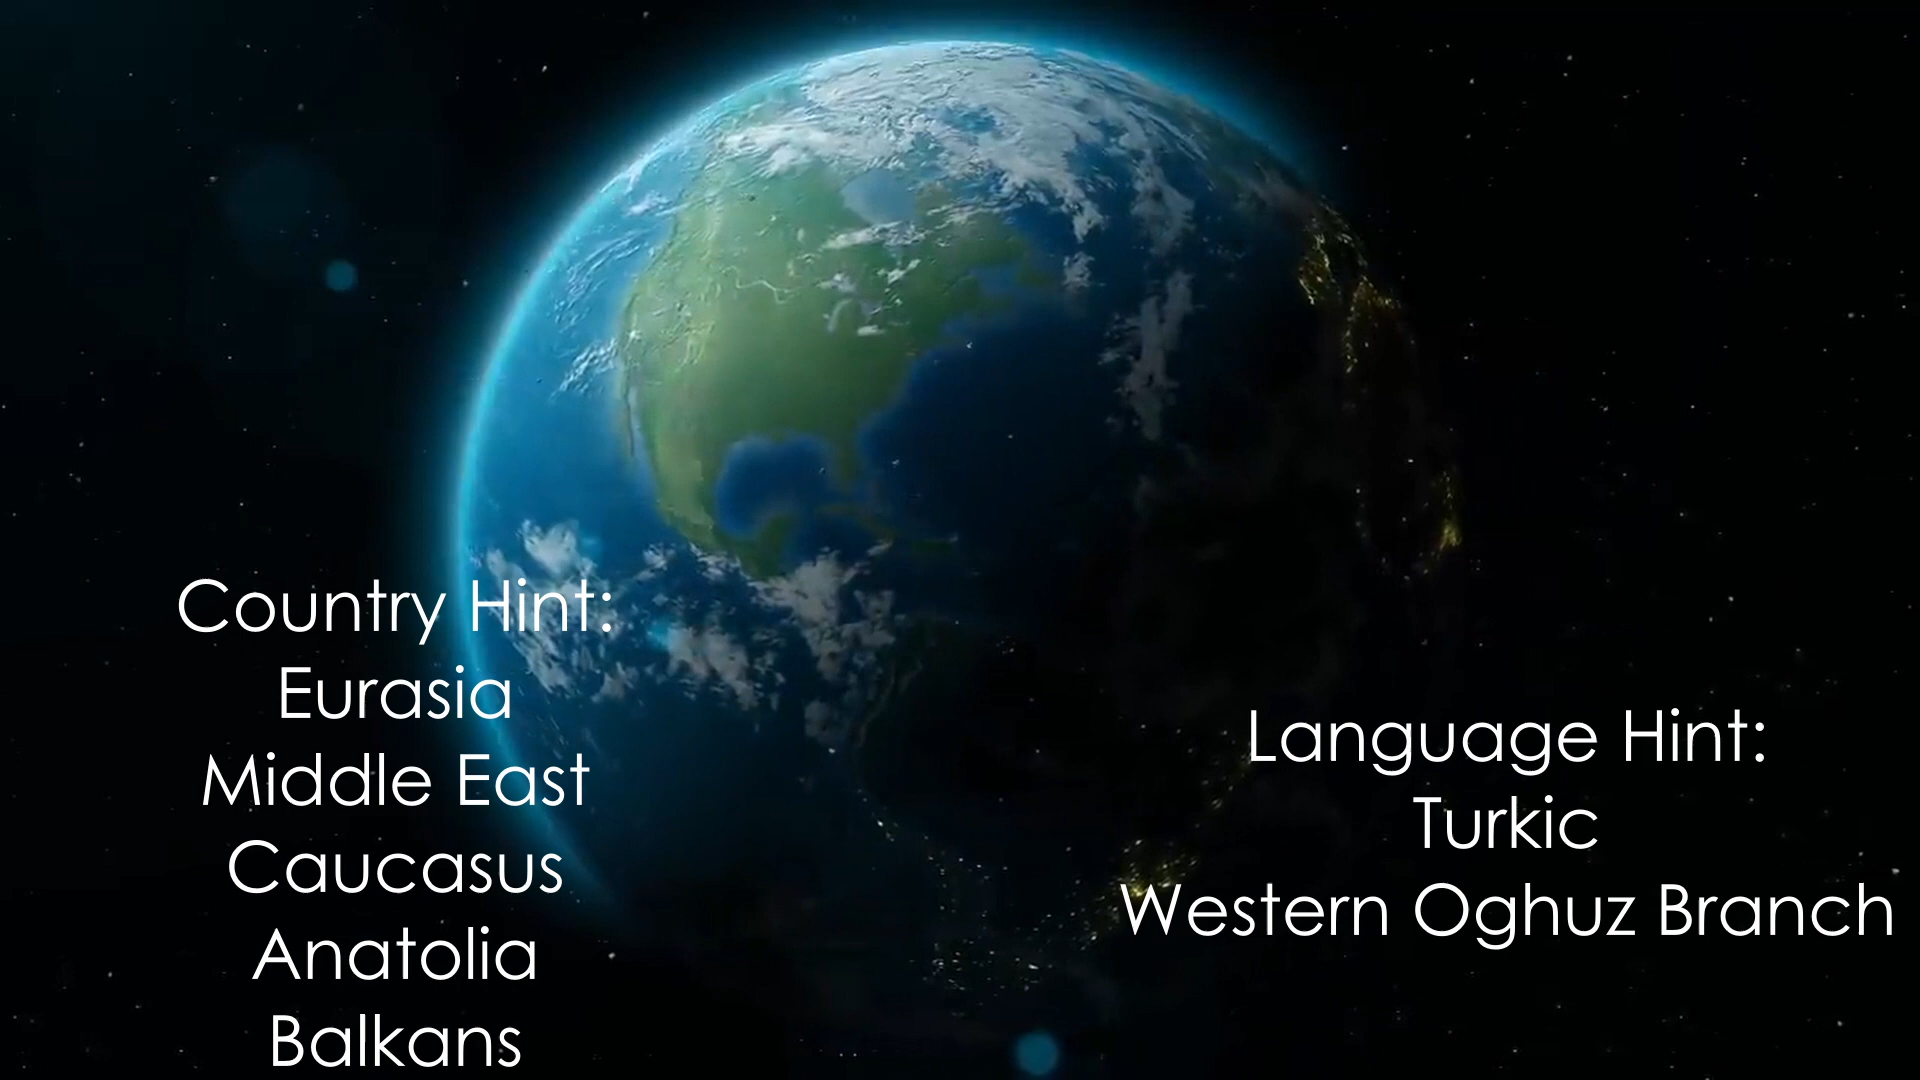 Country Hint:
Eurasia
Middle East
Caucasus
Anatolia
Balkans
Language Hint:
Turkic
Western Oghuz Branch